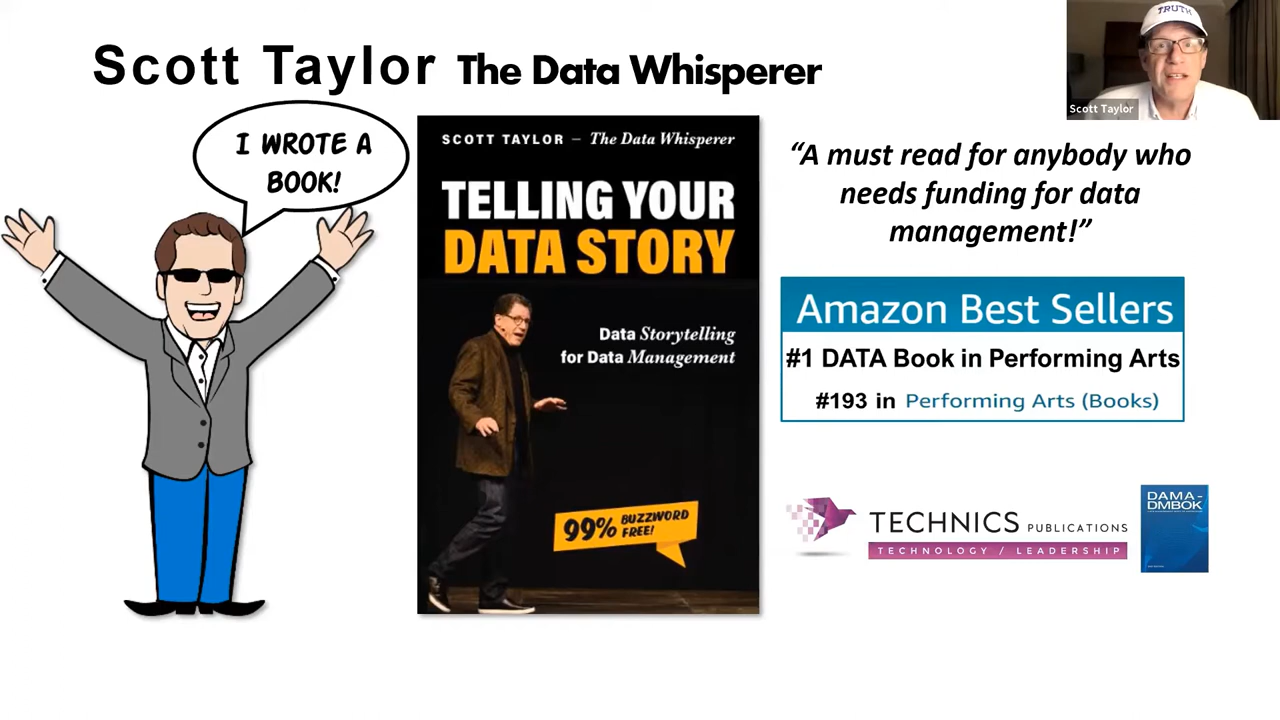 Scott Taylor The Data Whisperer
TRUTH
Scott Taylor
I WROTE A
BOOK!
SCOTT TAYLOR – The Data Whisperer
TELLING YOUR
DATA STORY
Data Storytelling
for Data Management
99% BUZZWORD
FREE!
“A must read for anybody who
needs funding for data
management!”
Amazon Best Sellers
#1 DATA Book in Performing Arts
#193 in Performing Arts (Books)
TECHNICS PUBLICATIONS
TECHNOLOGY / LEADERSHIP
DAMA-
DMBOK